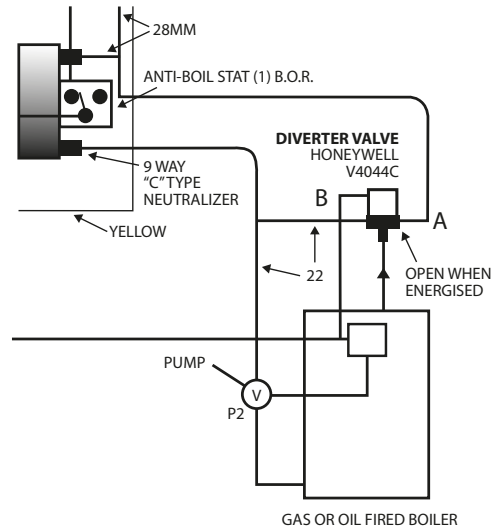 28MM
ANTI-BOIL STAT (1) B.O.R.
DIVERTER VALVE
HONEYWELL
V4044C
9 WAY
“C” TYPE
NEUTRALIZER
B
A
YELLOW
22
OPEN WHEN
ENERGISED
PUMP
V
P2
GAS OR OIL FIRED BOILER